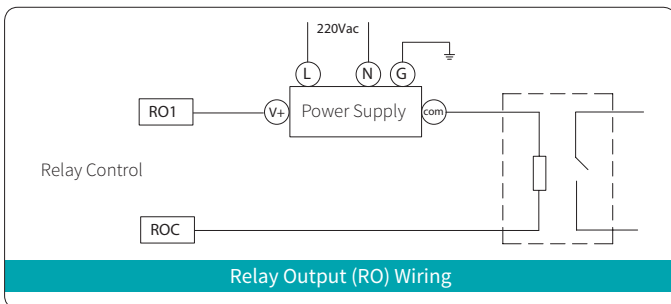 220Vac
L N G
RO1 V+ Power Supply com
Relay Control
ROC
Relay Output (RO) Wiring